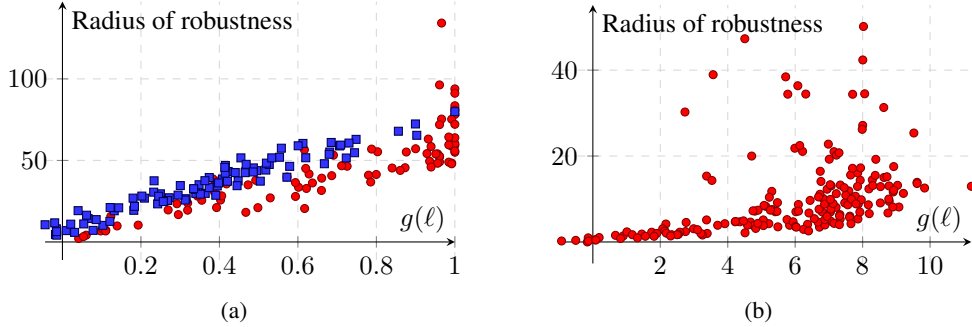 Radius of robustness
100
50
g(ℓ)
0.2 0.4 0.6 0.8 1
(a)
Radius of robustness
40
20
g(ℓ)
2 4 6 8 10
(b)